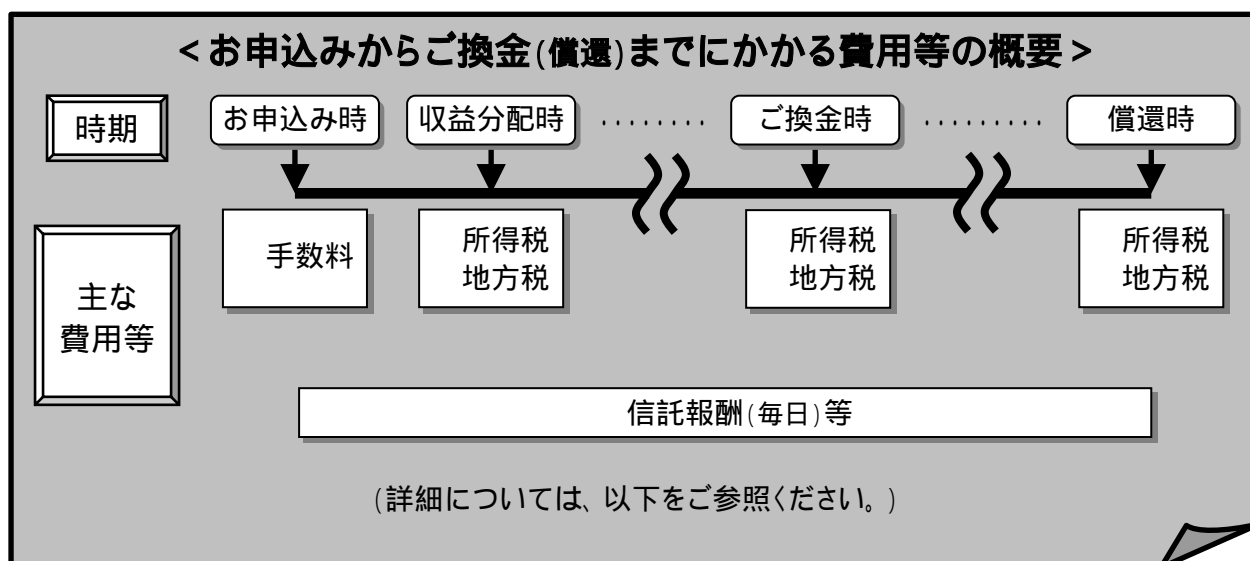 ＜お申込みからご換金(償還)までにかかる費用等の概要＞
時期
お申込み時
収益分配時
‥‥‥‥
ご換金時
‥‥‥‥‥
償還時
主な
費用等
手数料
所得税
地方税
所得税
地方税
所得税
地方税
信託報酬(毎日)等
(詳細については、以下をご参照ください。)